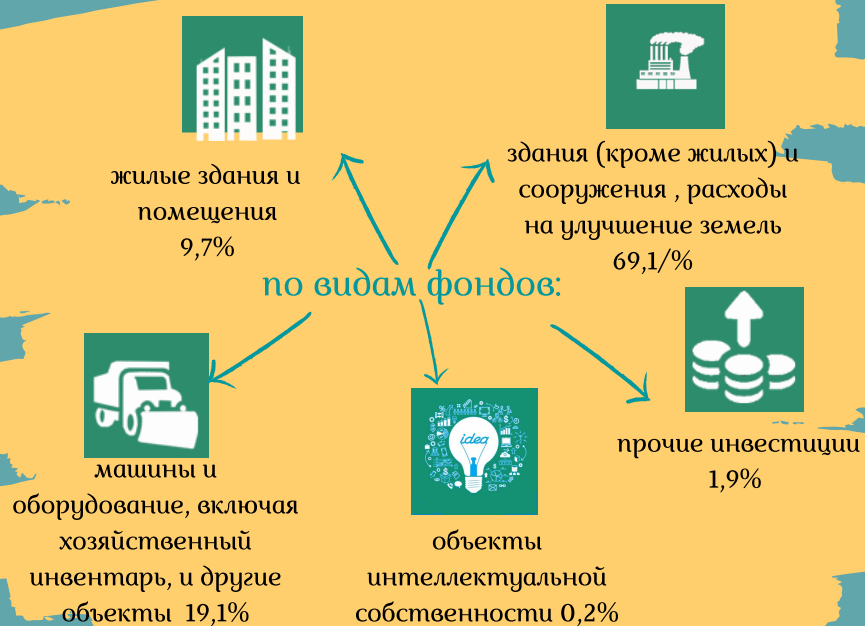 жилые здания и
помещения
9,7%
здания (кроме жилых) и
сооружения , расходы
на улучшение земель
69,1/%
по видам фондов:
машины и
оборудование, включая
хозяйственный
инвентарь, и другие
объекты 19,1%
idea
объекты
интеллектуальной
собственности 0,2%
прочие инвестиции
1,9%